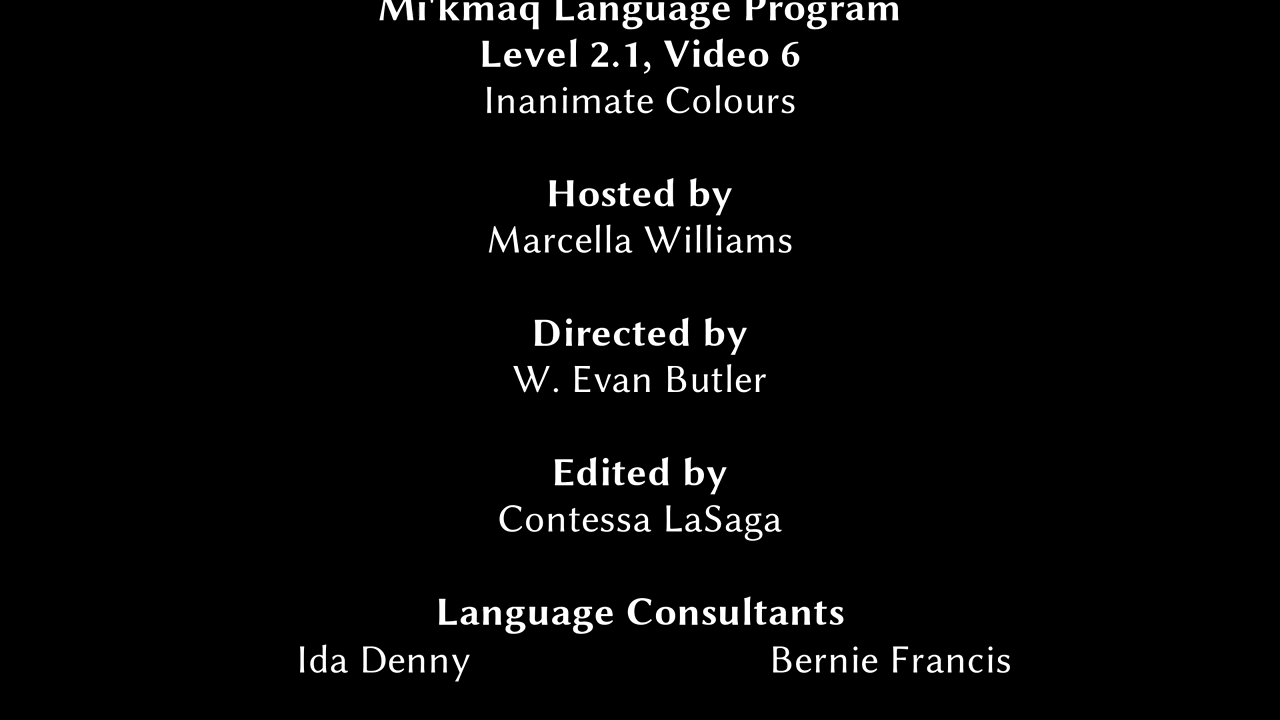 Mi'kmaq Language Program
Level 2.1, Video 6
Inanimate Colours
Hosted by
Marcella Williams
Directed by
W. Evan Butler
Edited by
Contessa LaSaga
Language Consultants
Ida Denny Bernie Francis